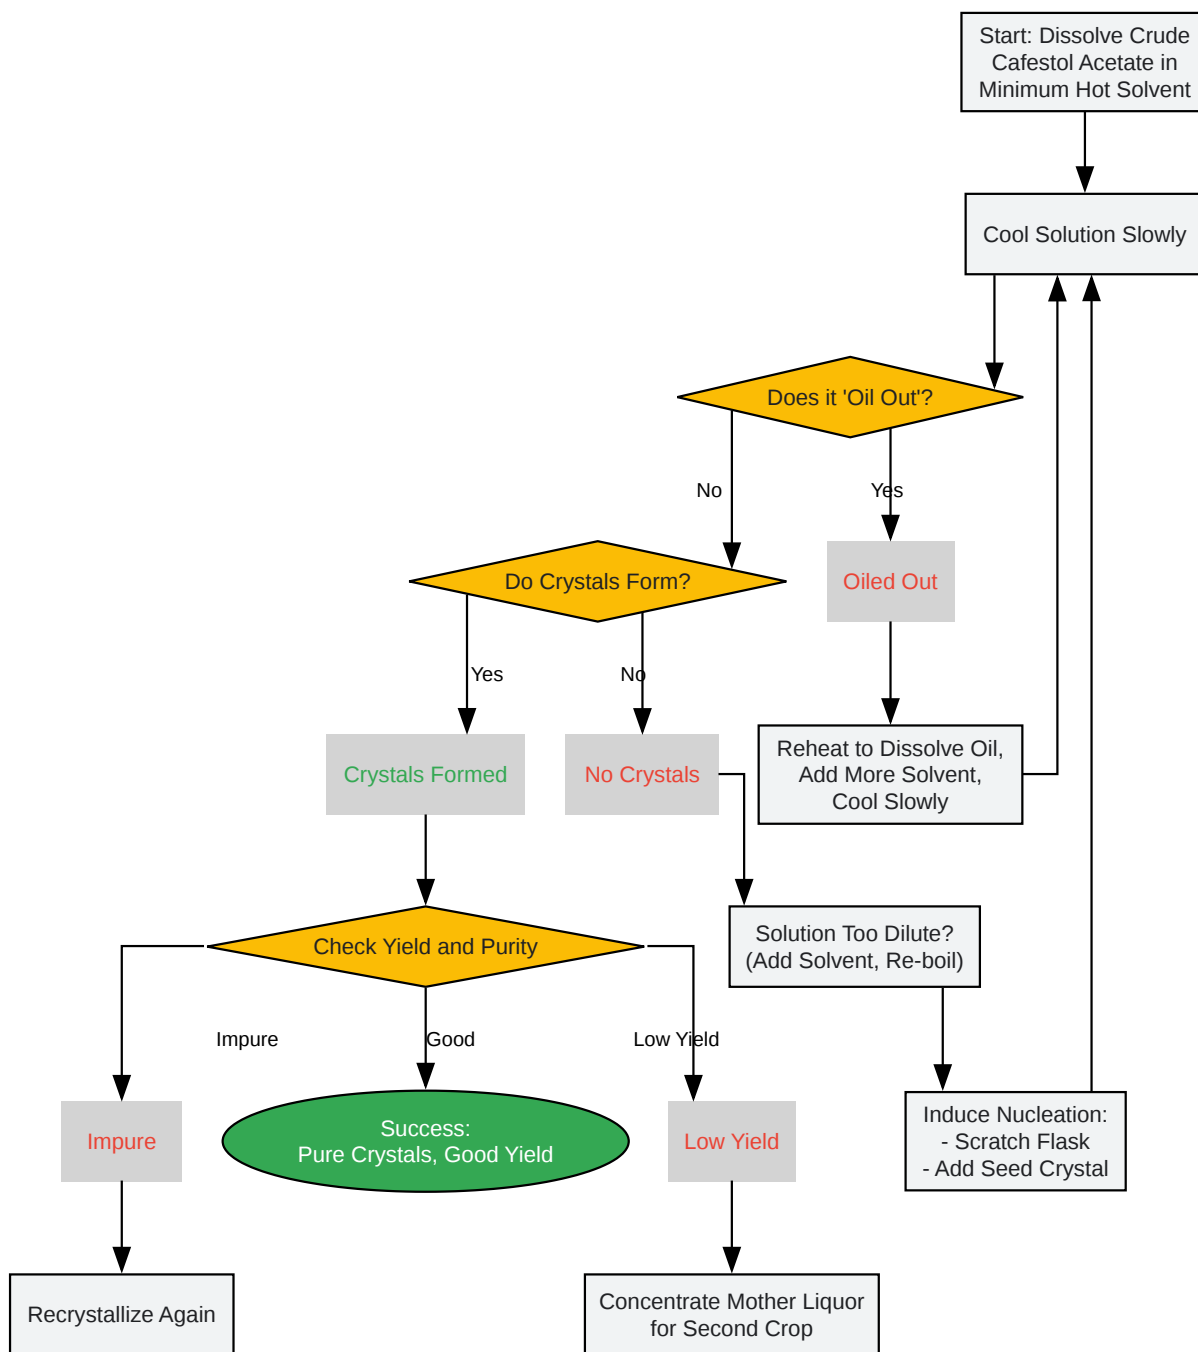 Start: Dissolve Crude
Cafestol Acetate in
Minimum Hot Solvent
Cool Solution Slowly
Does it 'Oil Out'?
No
Yes
Do Crystals Form?
Oiled Out
Yes
No
Crystals Formed
No Crystals
Reheat to Dissolve Oil,
Add More Solvent,
Cool Slowly
Check Yield and Purity
Solution Too Dilute?
(Add Solvent, Re-boil)
Impure
Good
Low Yield
Impure
Success:
Pure Crystals, Good Yield
Low Yield
Induce Nucleation:
- Scratch Flask
- Add Seed Crystal
Recrystallize Again
Concentrate Mother Liquor
for Second Crop